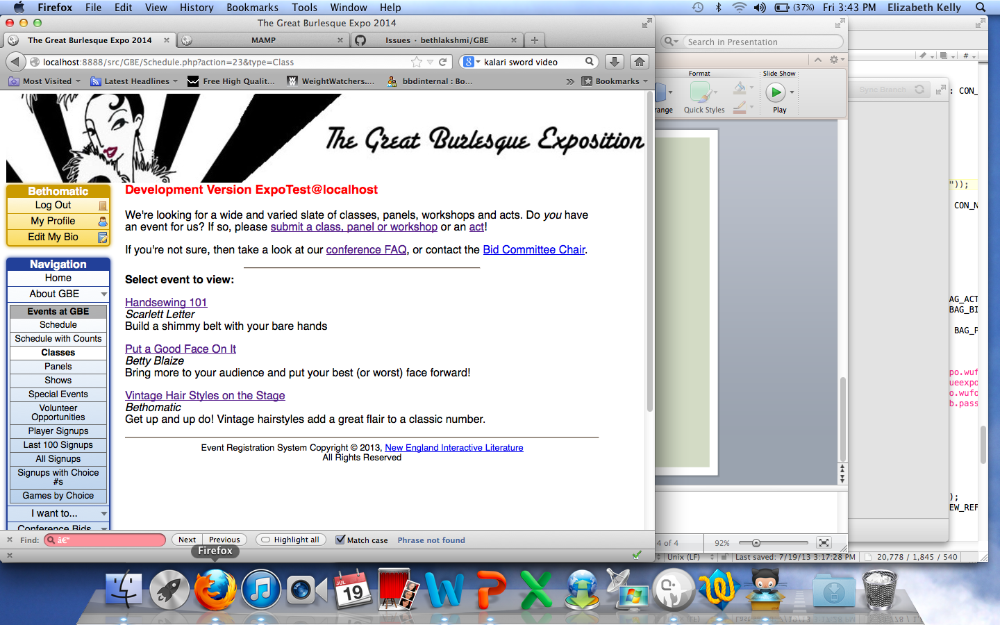 Firefox File Edit View History Bookmarks Tools Window Help
(37%) Fri 3:43 PM Elizabeth Kelly
The Great Burlesque Expo 2014
The Great Burlesque Expo 2014 MAMP Issues · bethlakshmi/GBE
localhost:8888/src/GBE/Schedule.php?action=23&type=Class
kalari sword video
Most Visited Latest Headlines Free High Qualit... WeightWatchers.... bbdinternal : Bo... » Bookmarks
The Great Burlesque Exposition
Bethomatic
Log Out
My Profile
Edit My Bio
Navigation
Home
About GBE
Events at GBE
Schedule
Schedule with Counts
Classes
Panels
Shows
Special Events
Volunteer
Opportunities
Player Signups
Last 100 Signups
All Signups
Signups with Choice
#s
Games by Choice
I want to...
Conference Bids
Development Version ExpoTest@localhost
We're looking for a wide and varied slate of classes, panels, workshops and acts. Do you have
an event for us? If so, please submit a class, panel or workshop or an act!
If you're not sure, then take a look at our conference FAQ, or contact the Bid Committee Chair.
Select event to view:
Handsewing 101
Scarlett Letter
Build a shimmy belt with your bare hands
Put a Good Face On It
Betty Blaize
Bring more to your audience and put your best (or worst) face forward!
Vintage Hair Styles on the Stage
Bethomatic
Get up and up do! Vintage hairstyles add a great flair to a classic number.
Event Registration System Copyright © 2013, New England Interactive Literature
All Rights Reserved
Find: â€“ Next Previous Highlight all Match case Phrase not found
Firefox
Search in Presentation
Format Slide Show
range Quick Styles Play
4 of 4 92%
Sync Branch
: CON_
"));
CON_N
AG_ACT
BAG_BI
BAG_P
po.wuf
ueexpo
o.wufo
b.pass
);
EW_REF
Unix (LF) Last saved: 7/19/13 3:17:28 PM 20,778 / 1,845 / 540
JUL
19